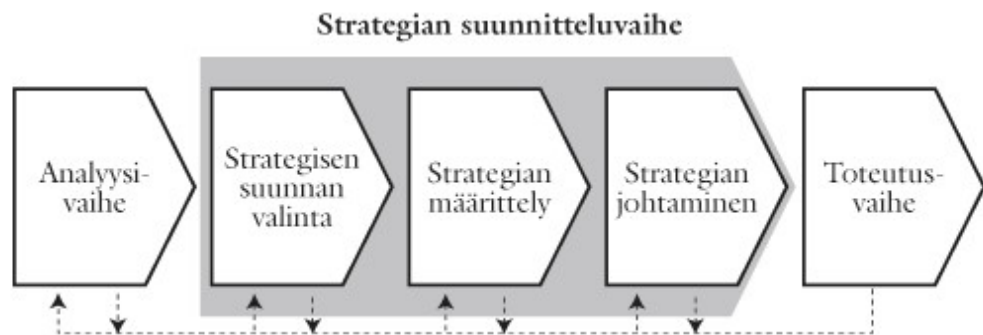 Strategian suunnitteluvaihe
Analyysi-
vaihe
Strategisen
suunnan
valinta
Strategian
määrittely
Strategian
johtaminen
Toteutus-
vaihe